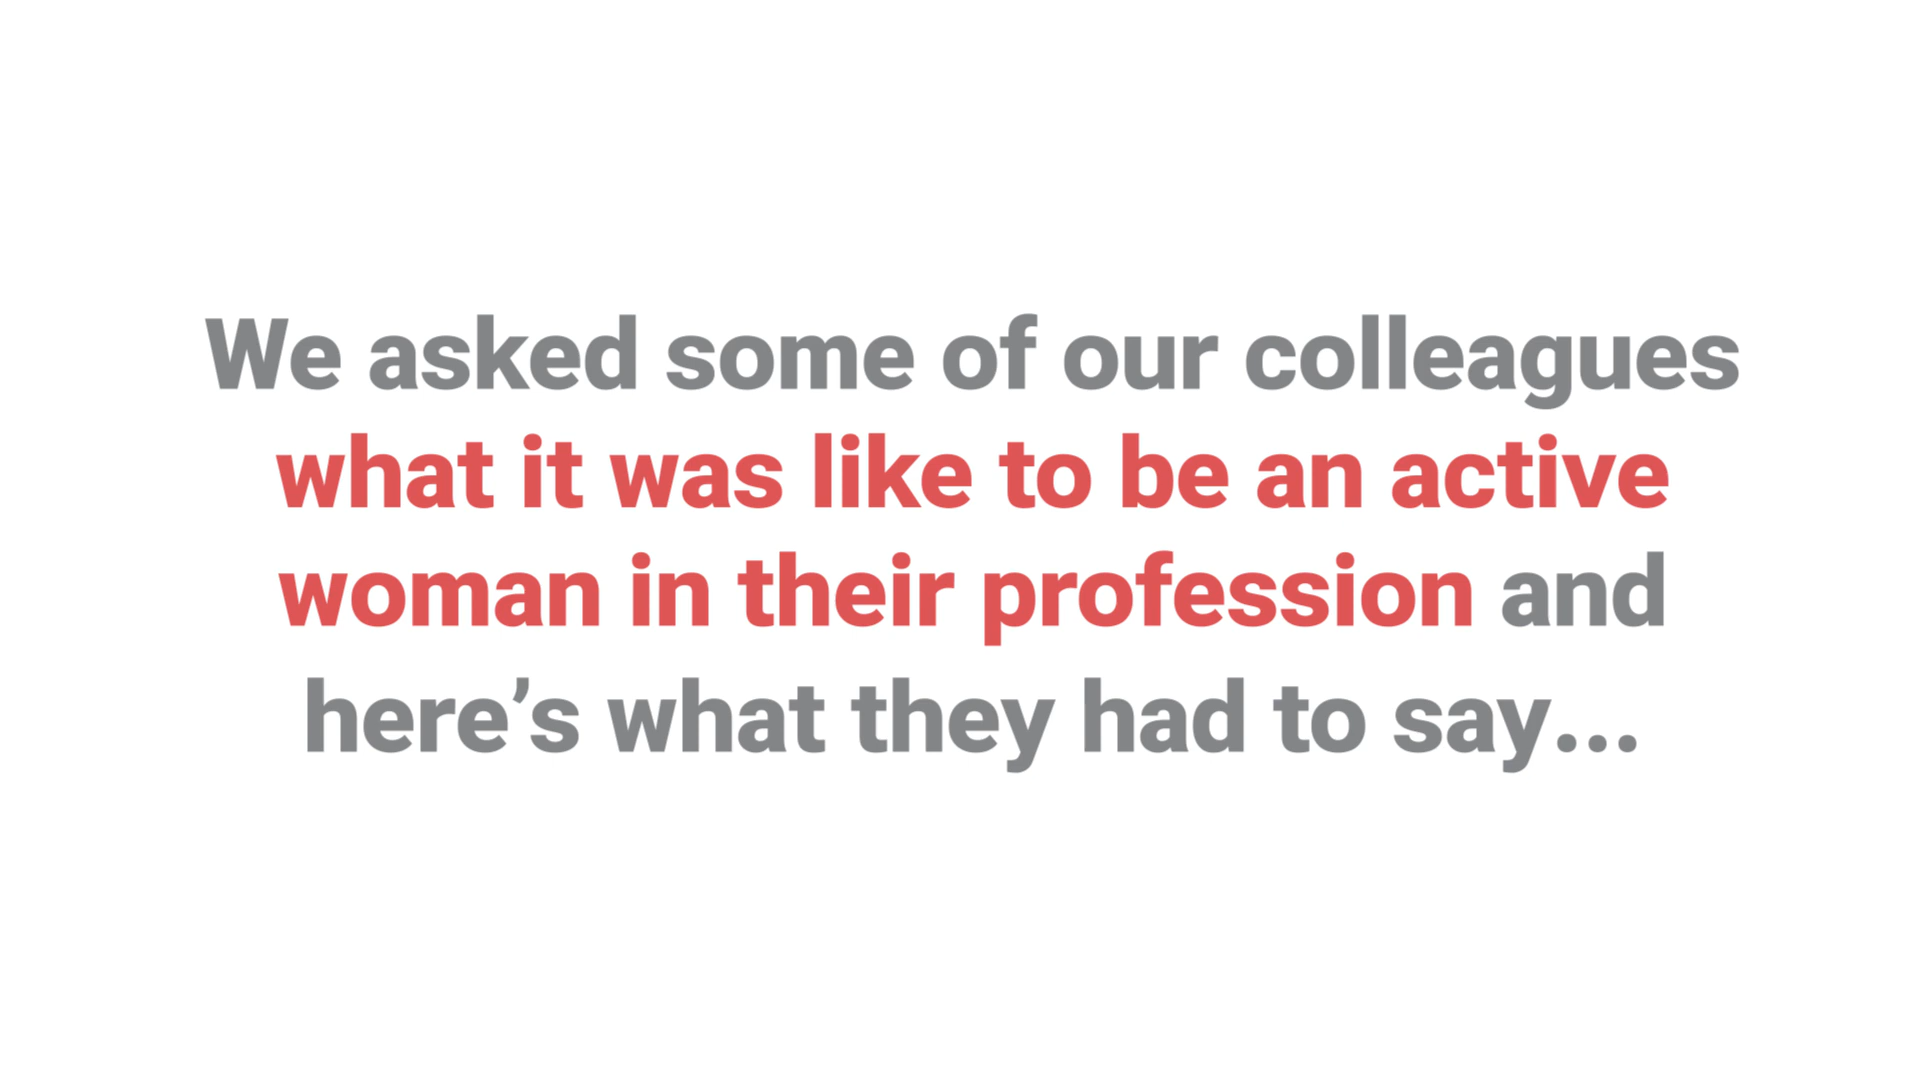 We asked some of our colleagues
what it was like to be an active
woman in their profession and
here’s what they had to say...